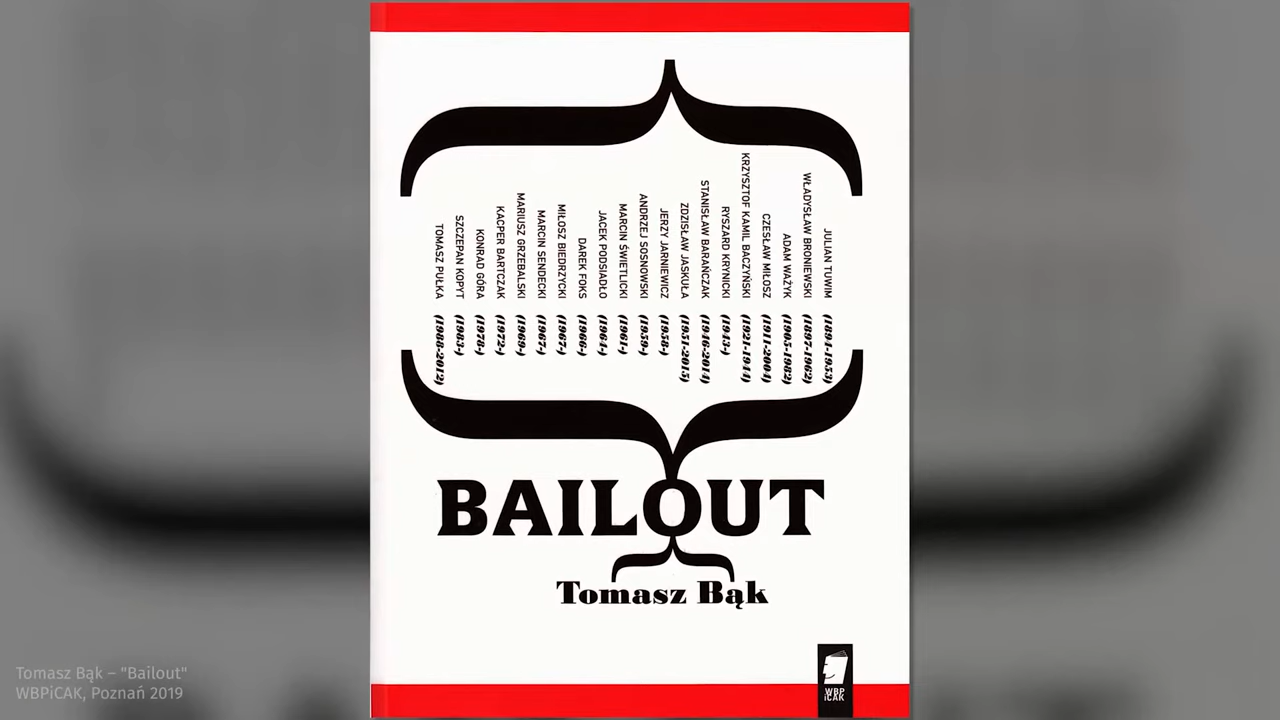 TOMASZ PUŁKA (1988-2012)
SZCZEPAN KOPYT (1983-)
KONRAD GÓRA (1978-)
KACPER BARTCZAK (1972-)
MARIUSZ GRZEBALSKI (1969-)
MARCIN SENDECKI (1967-)
MIŁOSZ BIEDRZYCKI (1967-)
DAREK FOKS (1966-)
JACEK PODSIADŁO (1964-)
MARCIN ŚWIETLICKI (1961-)
ANDRZEJ SOSNOWSKI (1959-)
JERZY JARNIEWICZ (1958-)
ZDZISŁAW JASKUŁA (1951-2015)
STANISŁAW BARAŃCZAK (1946-2014)
RYSZARD KRYNICKI (1943-)
KRZYSZTOF KAMIL BACZYŃSKI (1921-1944)
CZESŁAW MIŁOSZ (1911-2004)
ADAM WAŻYK (1905-1982)
WŁADYSŁAW BRONIEWSKI (1897-1962)
JULIAN TUWIM (1894-1953)
BAILOUT
Tomasz Bąk
WBP
iCAK
Tomasz Bąk – "Bailout"
WBPiCAK, Poznań 2019